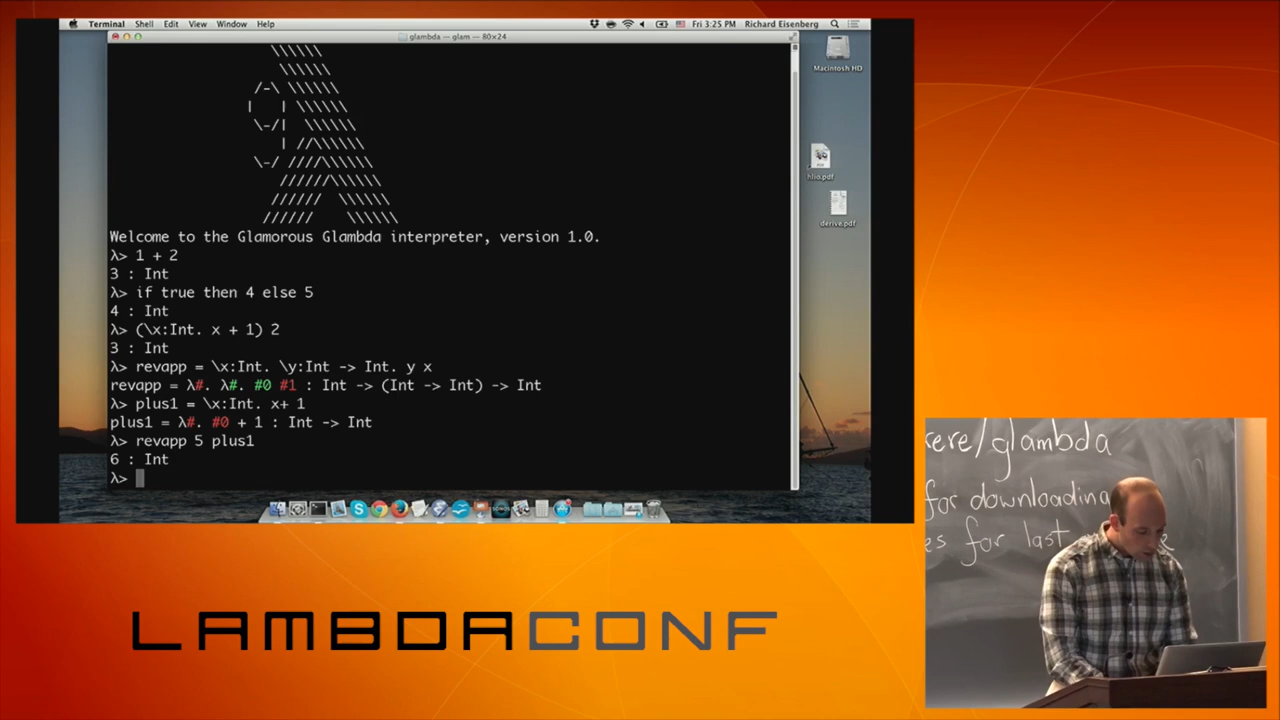 Terminal Shell Edit View Window Help
Fri 3:25 PM Richard Eisenberg
glambda — glam — 80×24
Macintosh HD
hlio.pdf
derive.pdf
Welcome to the Glamorous Glambda interpreter, version 1.0.
λ> 1 + 2
3 : Int
λ> if true then 4 else 5
4 : Int
λ> (\x:Int. x + 1) 2
3 : Int
λ> revapp = \x:Int. \y:Int -> Int. y x
revapp = λ#. λ#. #0 #1 : Int -> (Int -> Int) -> Int
λ> plus1 = \x:Int. x+ 1
plus1 = λ#. #0 + 1 : Int -> Int
λ> revapp 5 plus1
6 : Int
λ>
/glambda
for downloading
for last
LAMBDACONF